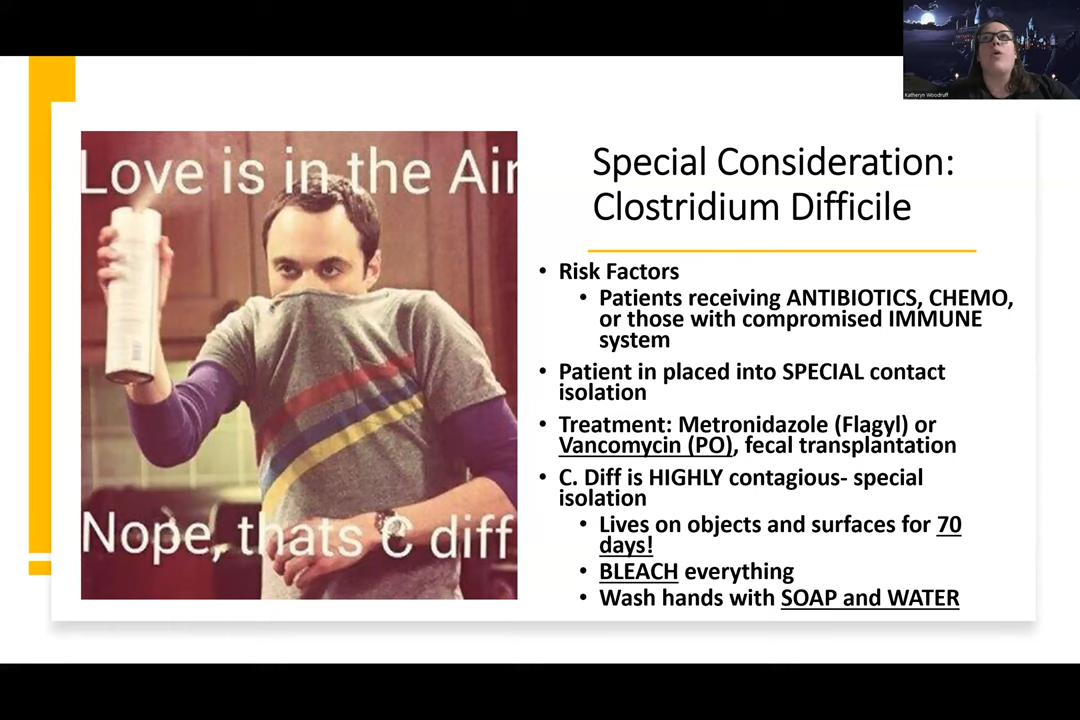 Katheryn Woodruff
Love is in the Air
Nope, thats C diff
Special Consideration:
Clostridium Difficile
• Risk Factors
• Patients receiving ANTIBIOTICS, CHEMO,
or those with compromised IMMUNE
system
• Patient in placed into SPECIAL contact
isolation
• Treatment: Metronidazole (Flagyl) or
Vancomycin (PO), fecal transplantation
• C. Diff is HIGHLY contagious- special
isolation
• Lives on objects and surfaces for 70
days!
• BLEACH everything
• Wash hands with SOAP and WATER